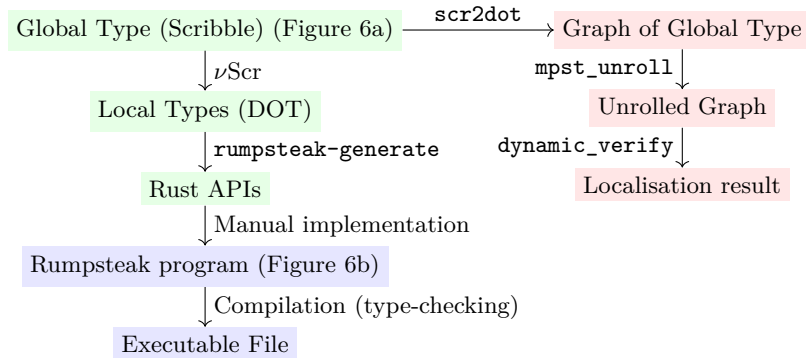 Global Type (Scribble) (Figure 6a)
scr2dot
Graph of Global Type
νScr
mpst_unroll
Local Types (DOT)
Unrolled Graph
rumpsteak-generate
dynamic_verify
Rust APIs
Localisation result
Manual implementation
Rumpsteak program (Figure 6b)
Compilation (type-checking)
Executable File